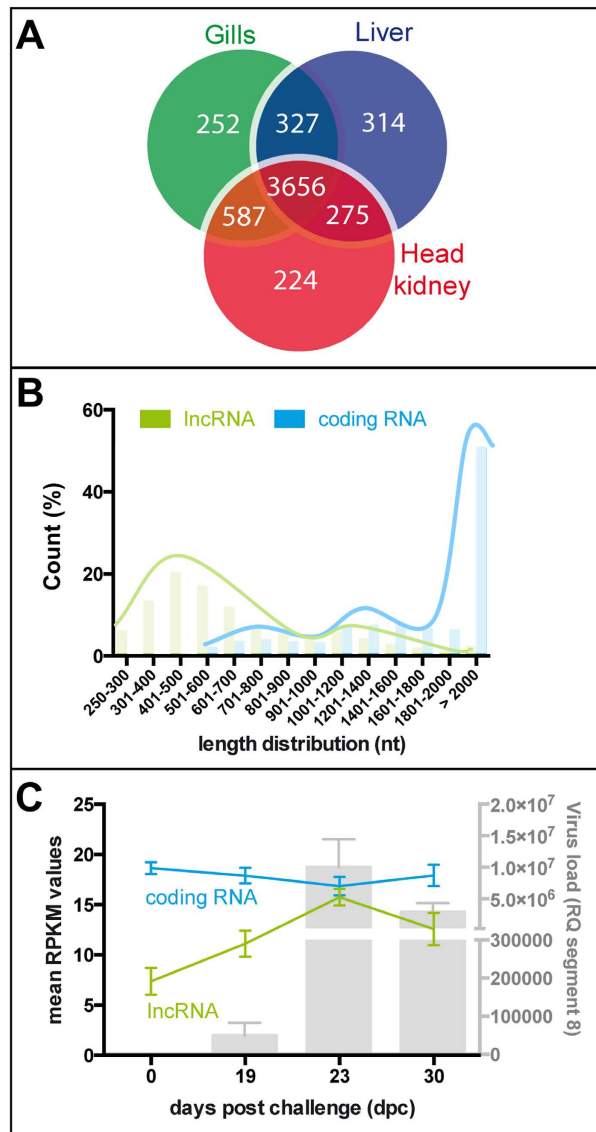 A
Gills
Liver
252
327
314
3656
587
275
224
Head
kidney
B
lncRNA
coding RNA
60
40
20
0
Count (%)
250-300
301-400
401-500
501-600
601-700
701-800
801-900
901-1000
1001-1200
1201-1400
1401-1600
1601-1800
1801-2000
> 2000
length distribution (nt)
C
25
20
15
10
5
0
mean RPKM values
coding RNA
lncRNA
2.0×10⁷
1.5×10⁷
1.0×10⁷
5.0×10⁶
300000
200000
100000
0
Virus load (RQ segment 8)
0
19
23
30
days post challenge (dpc)